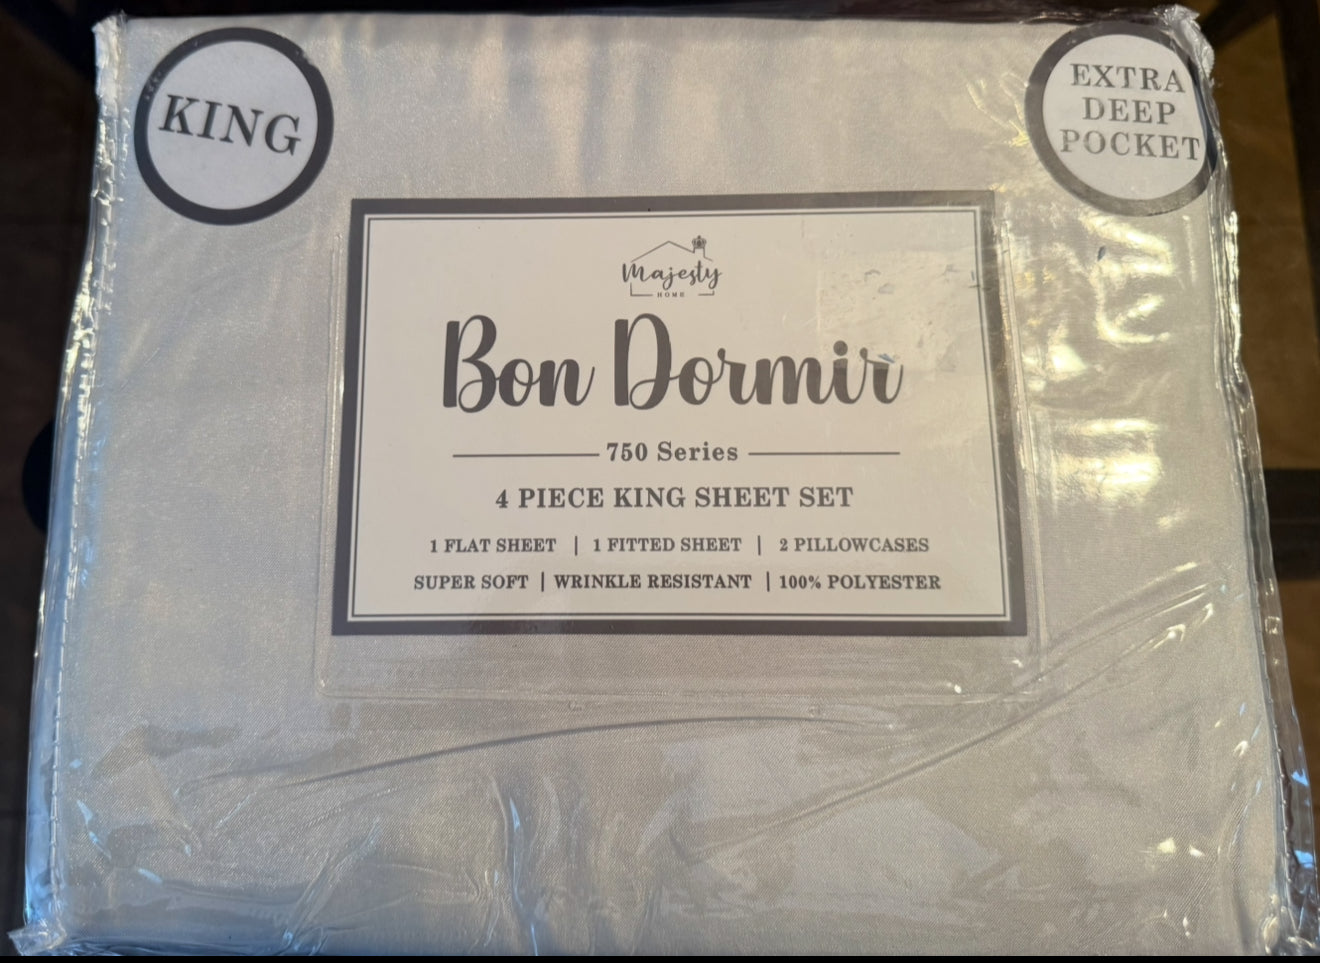 KING
EXTRA
DEEP
POCKET
Majesty
HOME
Bon Dormir
750 Series
4 PIECE KING SHEET SET
1 FLAT SHEET | 1 FITTED SHEET | 2 PILLOWCASES
SUPER SOFT | WRINKLE RESISTANT | 100% POLYESTER